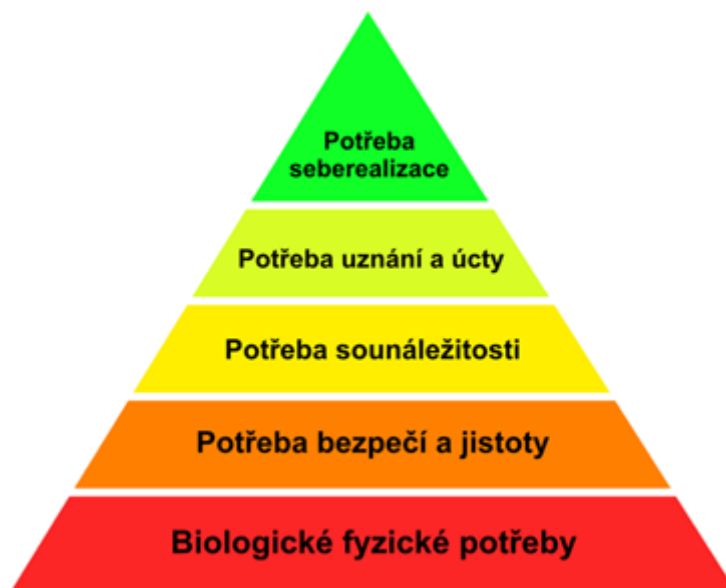 Potřeba
seberealizace
Potřeba uznání a úcty
Potřeba sounáležitosti
Potřeba bezpečí a jistoty
Biologické fyzické potřeby